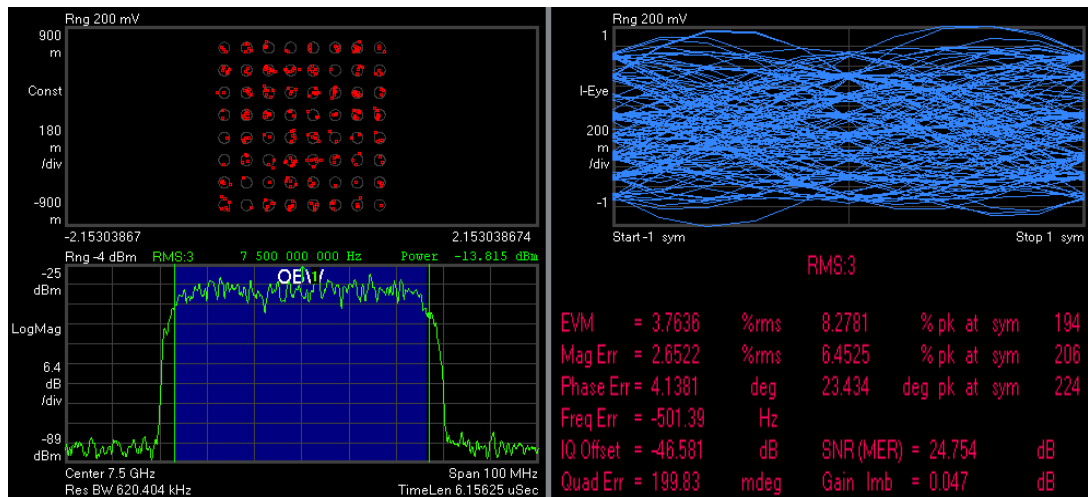 Rng 200 mV
900
m
Const
180
m
/div
-900
m
-2.15303867 2.153038674
Rng 200 mV
1
I-Eye
200
m
/div
-1
Start -1 sym Stop 1 sym
Rng -4 dBm RMS:3 7 500 000 000 Hz Power -13.815 dBm
-25
dBm
LogMag
6.4
dB
/div
-89
dBm
Center 7.5 GHz Span 100 MHz
Res BW 620.404 kHz TimeLen 6.15625 uSec
RMS:3
EVM = 3.7636 %rms 8.2781 % pk at sym 194
Mag Err = 2.6522 %rms 6.4525 % pk at sym 206
Phase Err = 4.1381 deg 23.434 deg pk at sym 224
Freq Err = -501.39 Hz
IQ Offset = -46.581 dB SNR(MER) = 24.754 dB
Quad Err = 199.83 mdeg Gain Imb = 0.047 dB